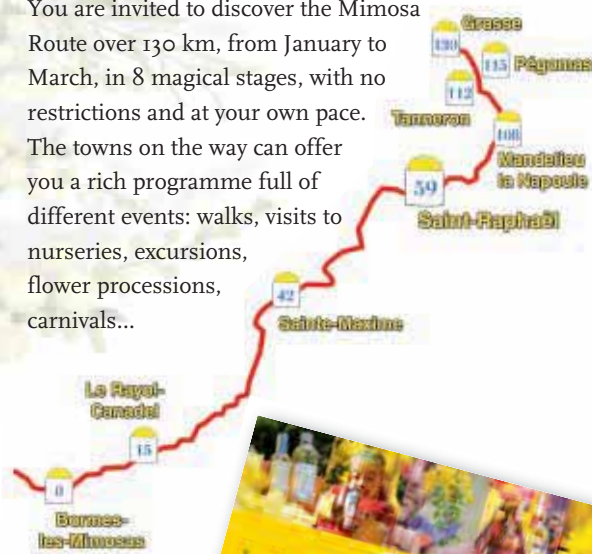 You are invited to discover the Mimosa
Route over 130 km, from January to
March, in 8 magical stages, with no
restrictions and at your own pace.
The towns on the way can offer
you a rich programme full of
different events: walks, visits to
nurseries, excursions,
flower processions,
carnivals...
Grasse
130
115 Pégomas
112
Tanneron
108
Mandelieu
la Napoule
59
Saint-Raphaël
42
Sainte-Maxime
Le Rayol-
Canadel
15
0
Bormes-
les-Mimosas